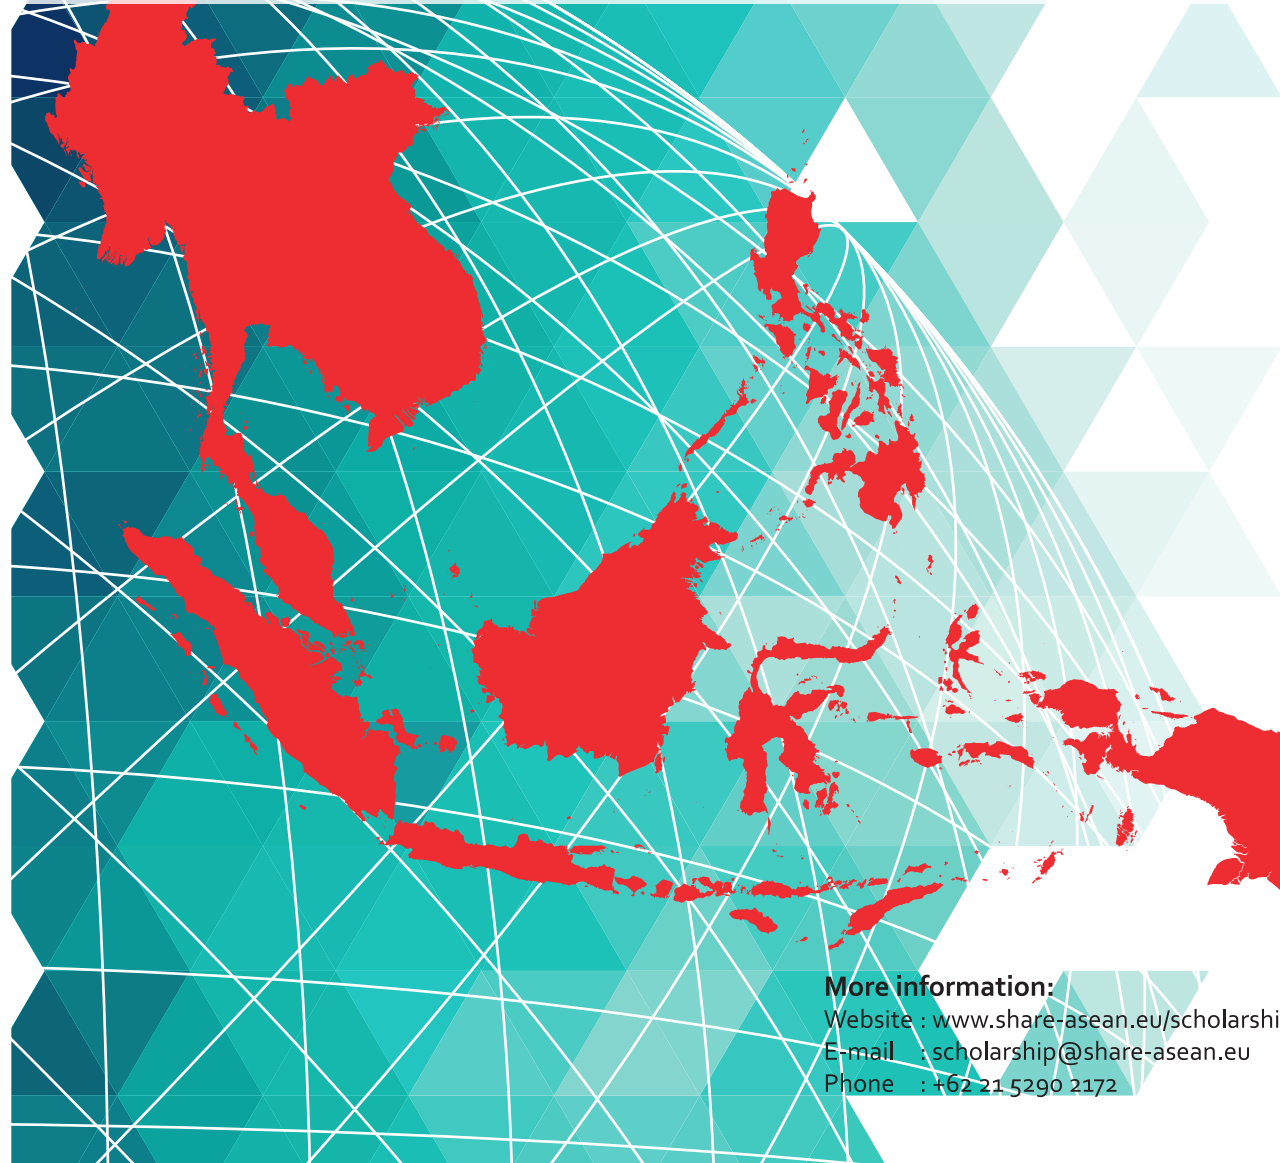 More information:
Website : www.share-asean.eu/scholarshi
E-mail : scholarship@share-asean.eu
Phone : +62 21 5290 2172